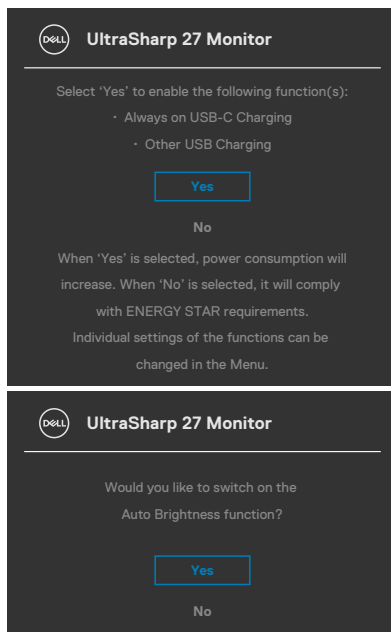 DELL UltraSharp 27 Monitor
Select ‘Yes’ to enable the following function(s):
· Always on USB-C Charging
· Other USB Charging
Yes
No
When ‘Yes’ is selected, power consumption will
increase. When ‘No’ is selected, it will comply
with ENERGY STAR requirements.
Individual settings of the functions can be
changed in the Menu.
DELL UltraSharp 27 Monitor
Would you like to switch on the
Auto Brightness function?
Yes
No